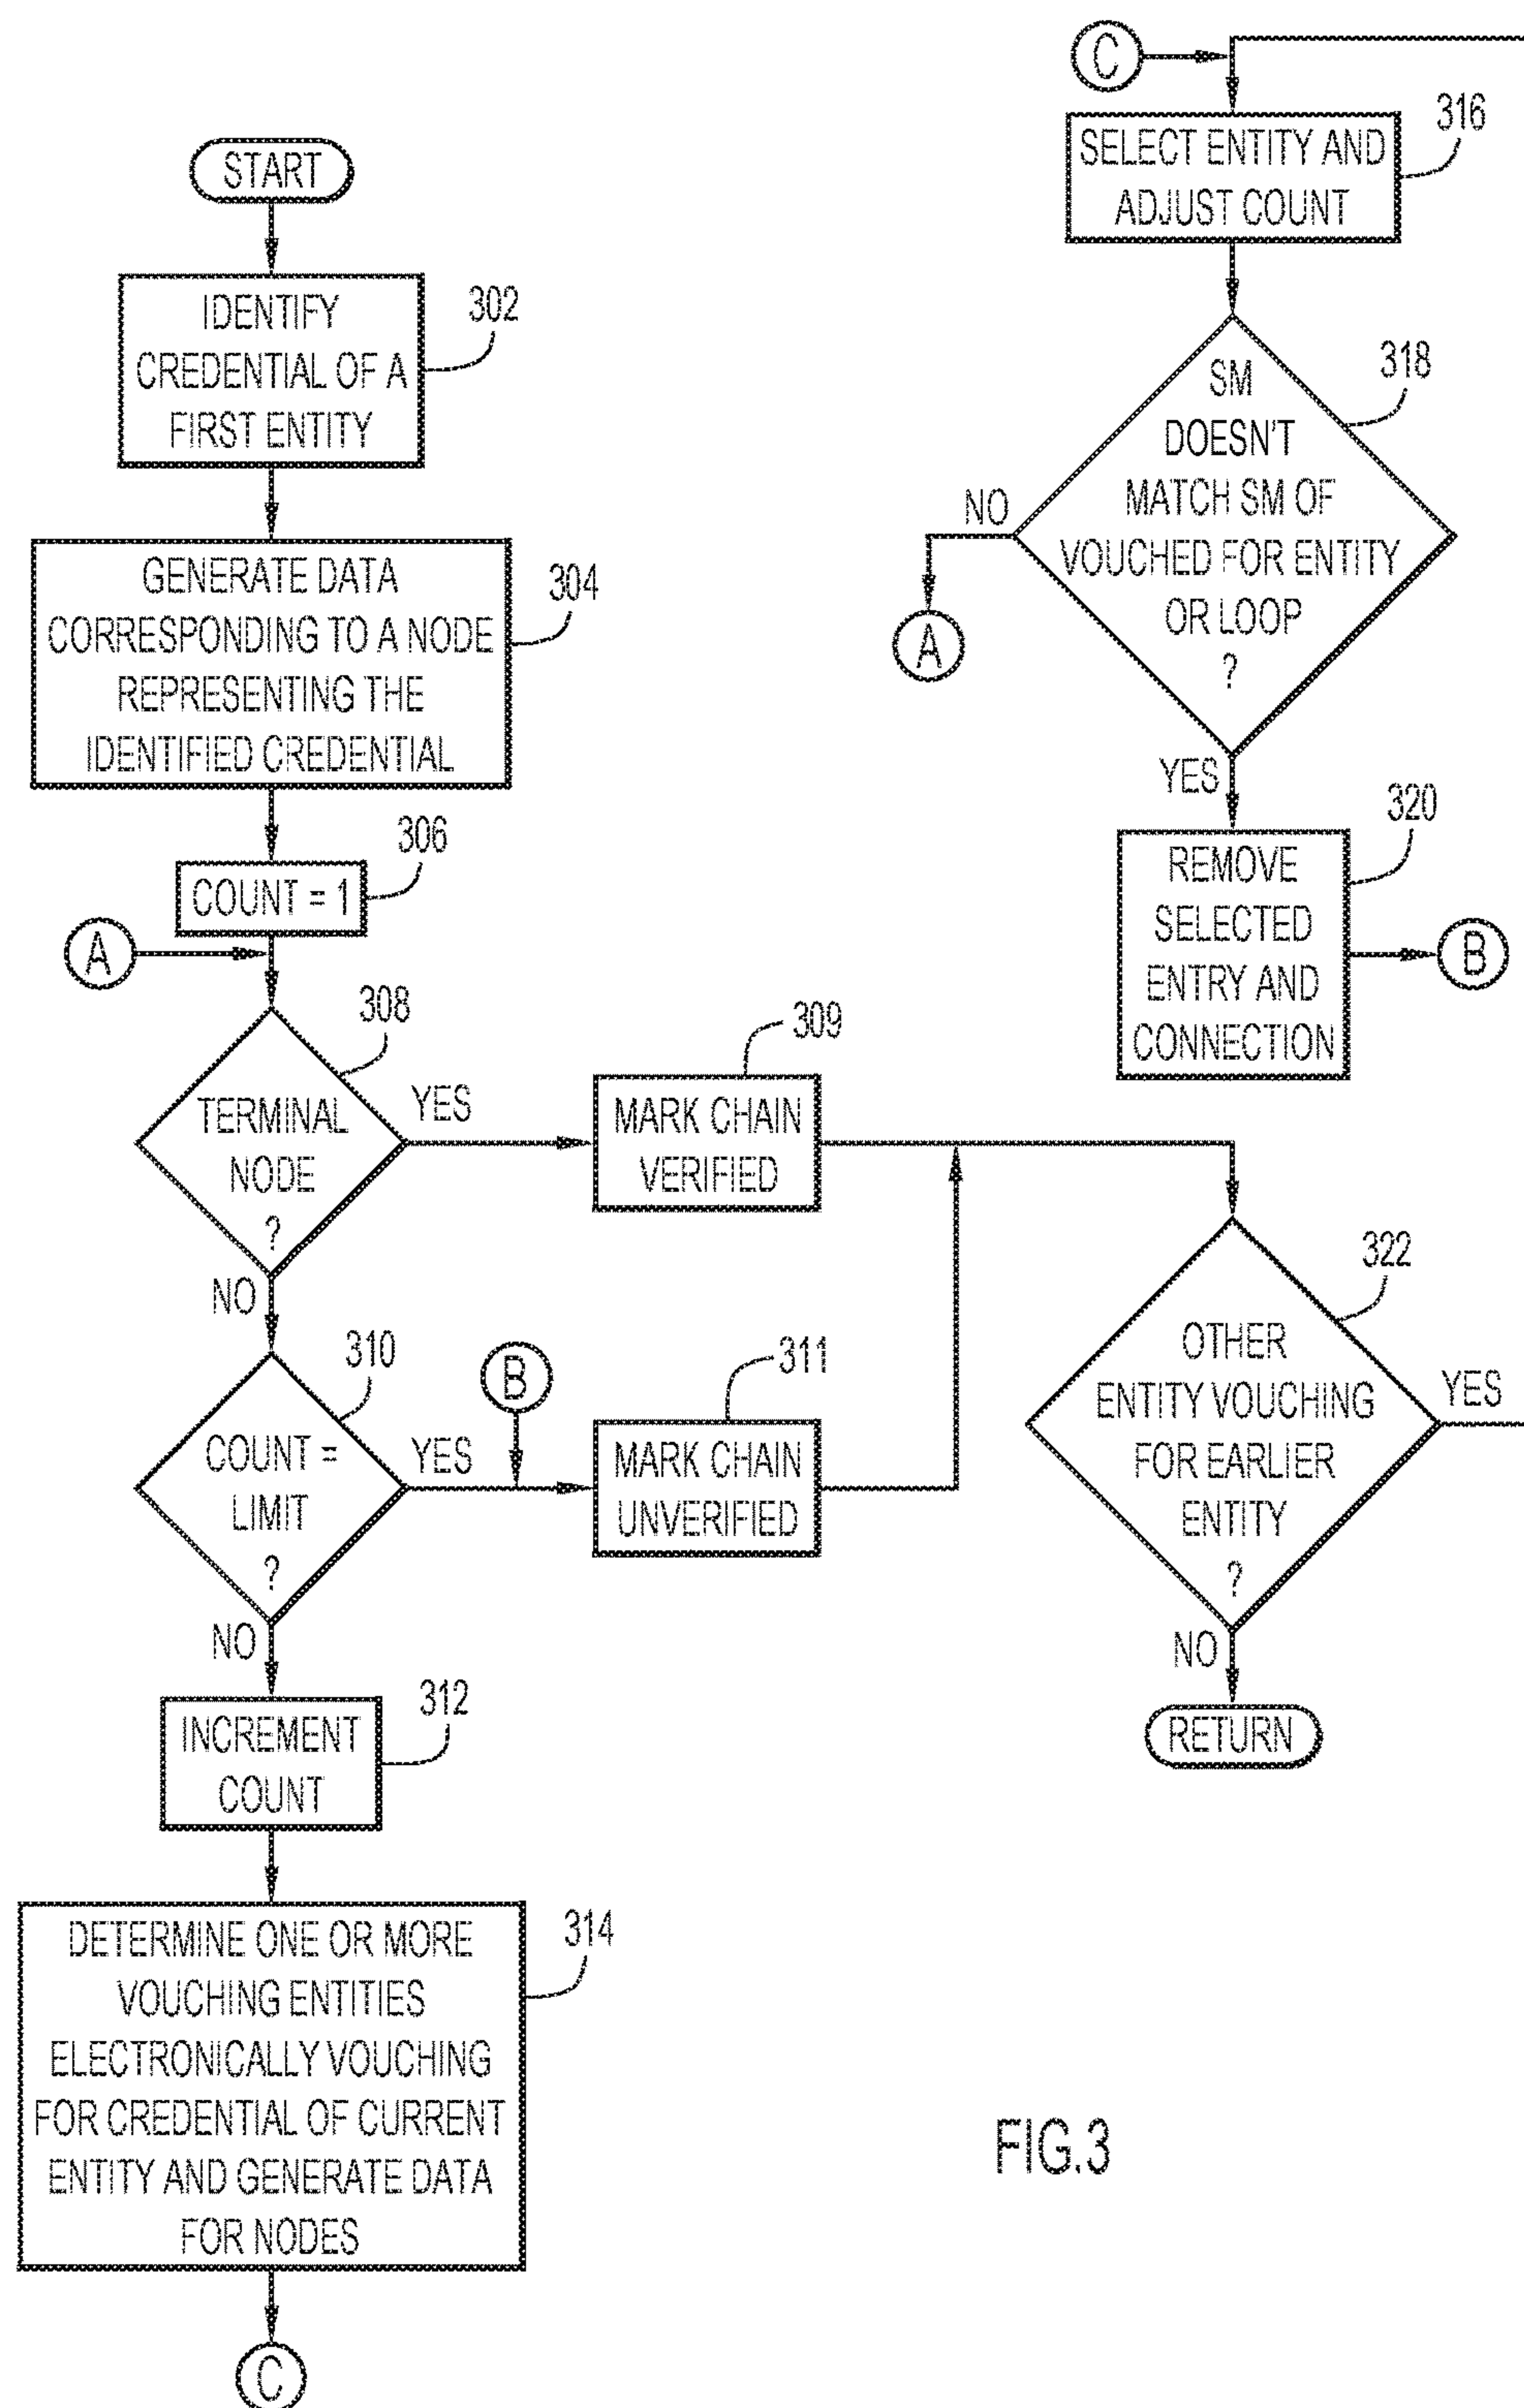 START
IDENTIFY
CREDENTIAL OF A
FIRST ENTITY
302
GENERATE DATA
CORRESPONDING TO A NODE
REPRESENTING THE
IDENTIFIED CREDENTIAL
304
306
COUNT = 1
A
308
TERMINAL
NODE
?
YES
NO
309
MARK CHAIN
VERIFIED
310
COUNT =
LIMIT
?
YES
NO
B
311
MARK CHAIN
UNVERIFIED
312
INCREMENT
COUNT
314
DETERMINE ONE OR MORE
VOUCHING ENTITIES
ELECTRONICALLY VOUCHING
FOR CREDENTIAL OF CURRENT
ENTITY AND GENERATE DATA
FOR NODES
C
C
316
SELECT ENTITY AND
ADJUST COUNT
318
SM
DOESN'T
MATCH SM OF
VOUCHED FOR ENTITY
OR LOOP
?
NO
A
YES
320
REMOVE
SELECTED
ENTRY AND
CONNECTION
B
322
OTHER
ENTITY VOUCHING
FOR EARLIER
ENTITY
?
YES
NO
RETURN
FIG.3